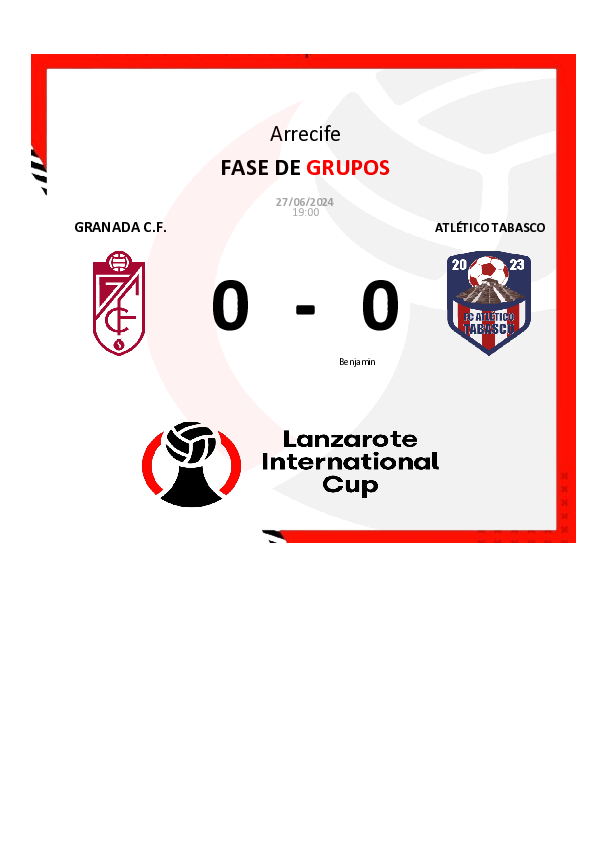 Arrecife
FASE DE GRUPOS
27/06/2024
19:00
GRANADA C.F.
ATLÉTICO TABASCO
20 23
FC ATLÉTICO
TABASCO
0 - 0
Benjamin
Lanzarote
International
Cup